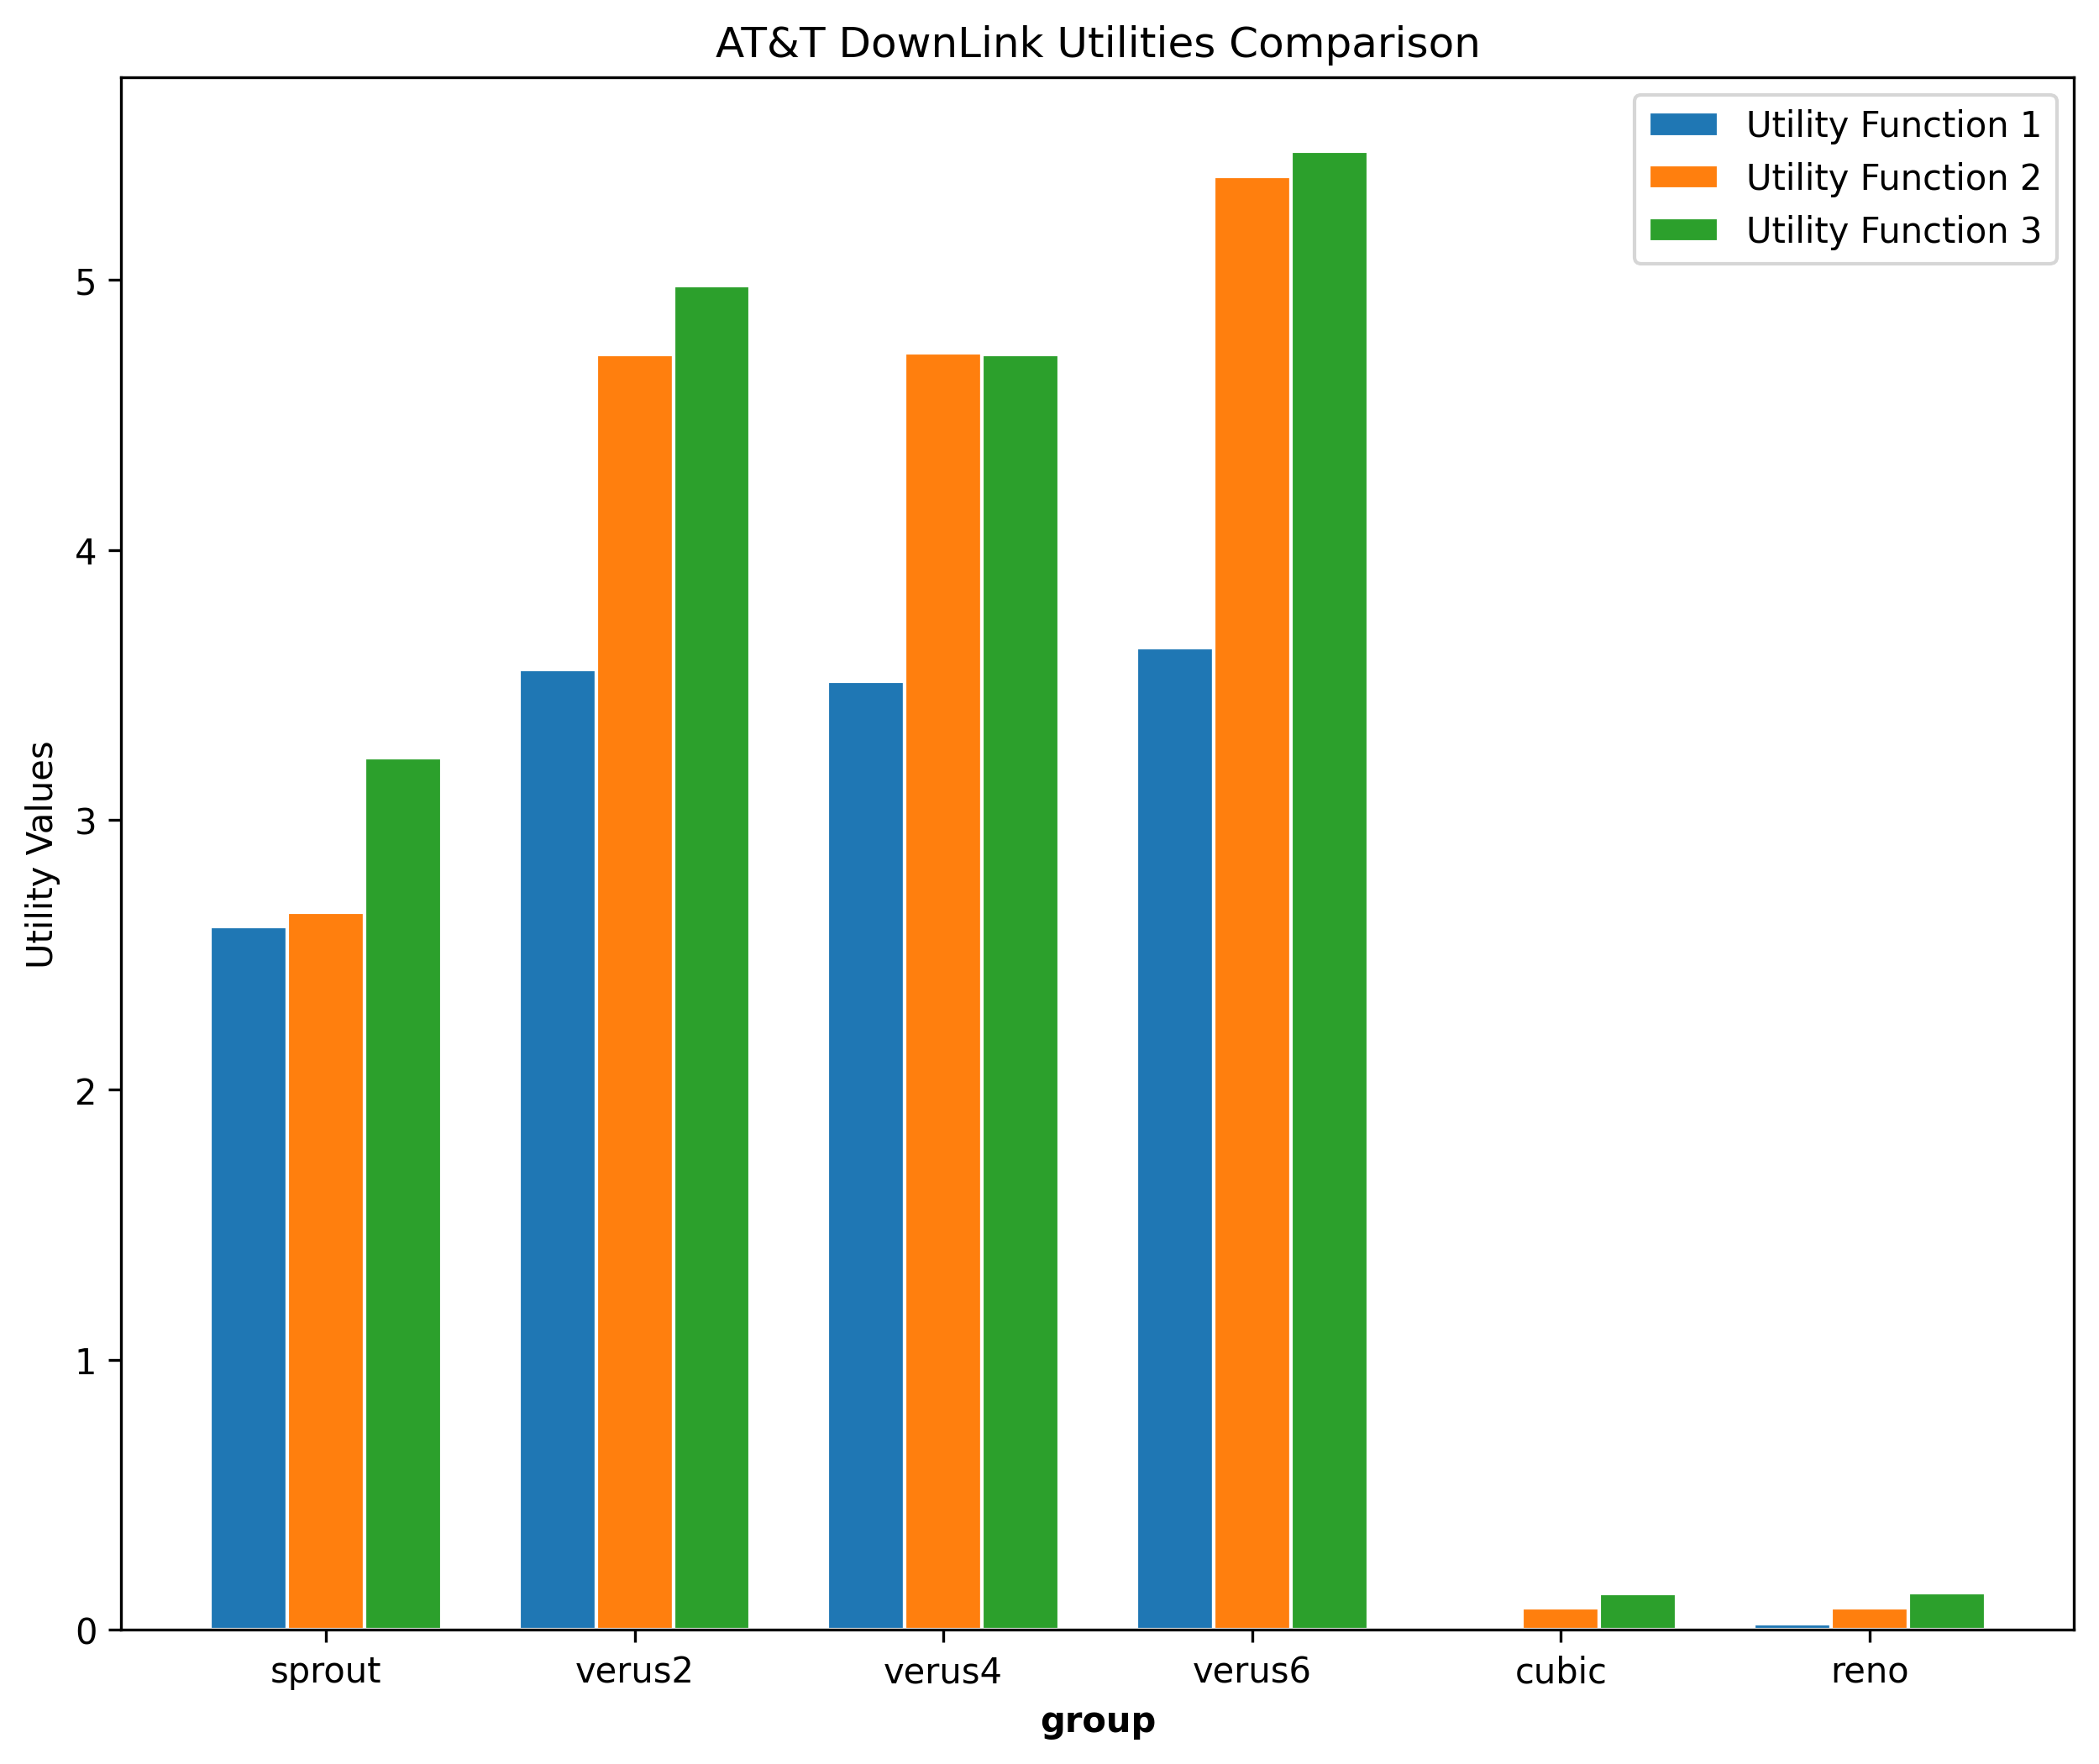 AT&T DownLink Utilities Comparison
Utility Function 1
Utility Function 2
Utility Function 3
Utility Values
5
4
3
2
1
0
sprout verus2 verus4 verus6 cubic reno
group